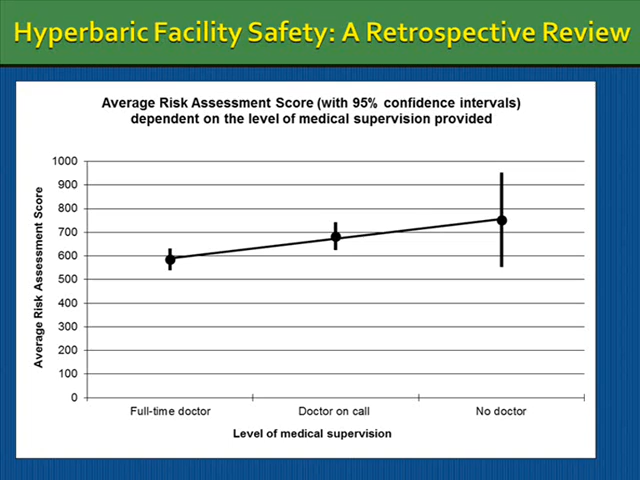 Hyperbaric Facility Safety: A Retrospective Review
Average Risk Assessment Score (with 95% confidence intervals)
dependent on the level of medical supervision provided
Average Risk Assessment Score
1000
900
800
700
600
500
400
300
200
100
0
Full-time doctor
Doctor on call
No doctor
Level of medical supervision